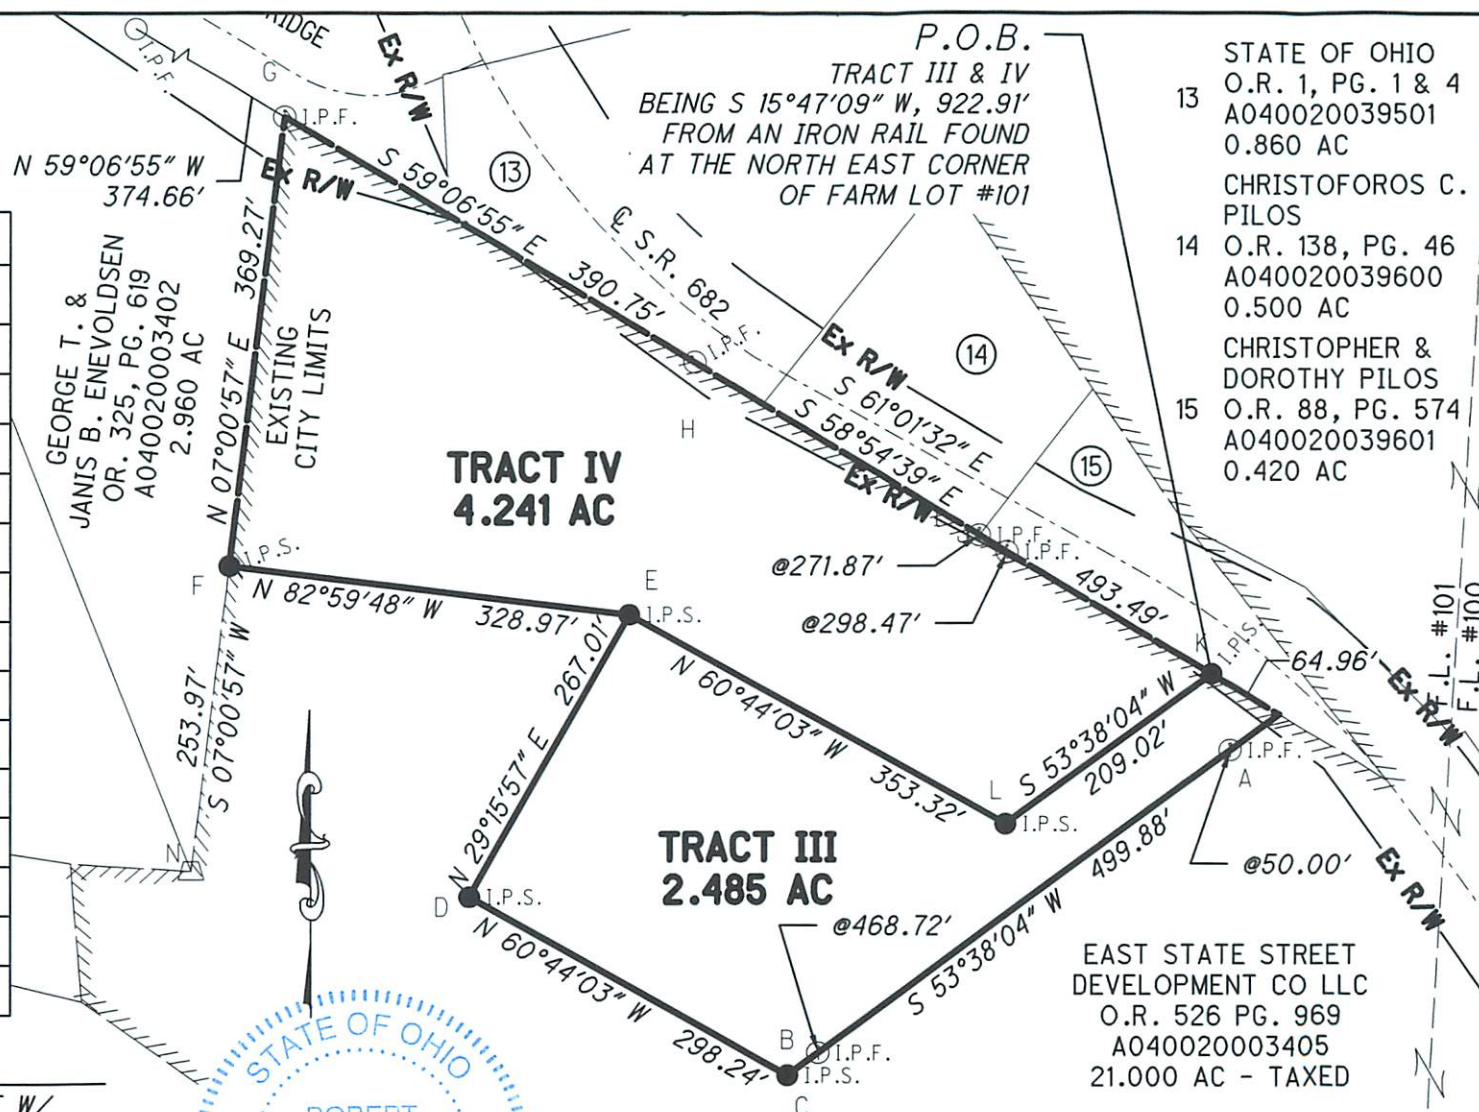 RIDGE
I.P.F.
G
I.P.F.
Ex R/W
N 59°06'55" W
374.66'
Ex R/W
S 59°06'55" E
390.75'
13
℄ S.R. 682
P.O.B.
TRACT III & IV
BEING S 15°47'09" W, 922.91'
FROM AN IRON RAIL FOUND
AT THE NORTH EAST CORNER
OF FARM LOT #101
STATE OF OHIO
13 O.R. 1, PG. 1 & 4
A040020039501
0.860 AC
CHRISTOFOROS C.
PILOS
14 O.R. 138, PG. 46
A040020039600
0.500 AC
CHRISTOPHER &
DOROTHY PILOS
15 O.R. 88, PG. 574
A040020039601
0.420 AC
GEORGE T. &
JANIS B. ENEVOLDSEN
OR. 325, PG. 619
A040020003402
2.960 AC
N 07°00'57" E
369.27'
EXISTING
CITY LIMITS
I.P.F.
H
Ex R/W
14
S 61°01'32" E
S 58°54'39" E
493.49'
Ex R/W
15
TRACT IV
4.241 AC
I.P.F.
I.P.F.
@271.87'
@298.47'
F
I.P.S.
N 82°59'48" W
328.97'
E
I.P.S.
K
I.P.S.
64.96'
F.L. #101
F.L. #100
Ex R/W
253.97'
S 07°00'57" W
N 29°15'57" E
267.01'
N 60°44'03" W
353.32'
S 53°38'04" W
209.02'
L
I.P.S.
I.P.F.
A
@50.00'
Ex R/W
N
TRACT III
2.485 AC
D
I.P.S.
@468.72'
S 53°38'04" W
499.88'
N 60°44'03" W
298.24'
B
I.P.F.
I.P.S.
C
EAST STATE STREET
DEVELOPMENT CO LLC
O.R. 526 PG. 969
A040020003405
21.000 AC - TAXED
STATE OF OHIO
ROBERT
W/